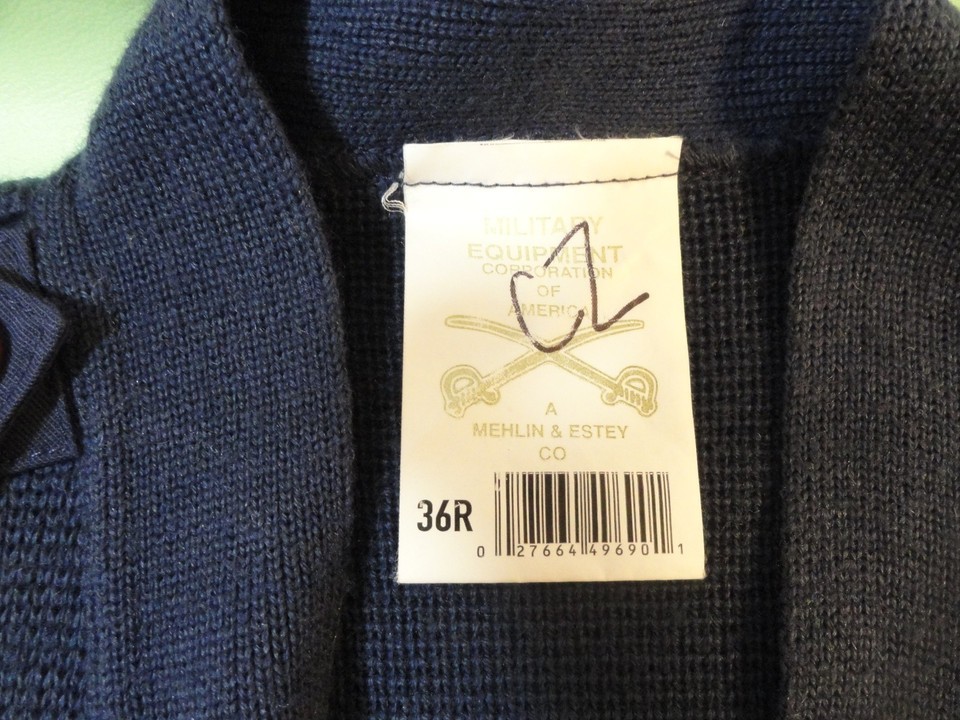 MILITARY
EQUIPMENT
CORPORATION
OF
AMERICA
A
MEHLIN & ESTEY
CO
36R
0 27664 49690 1